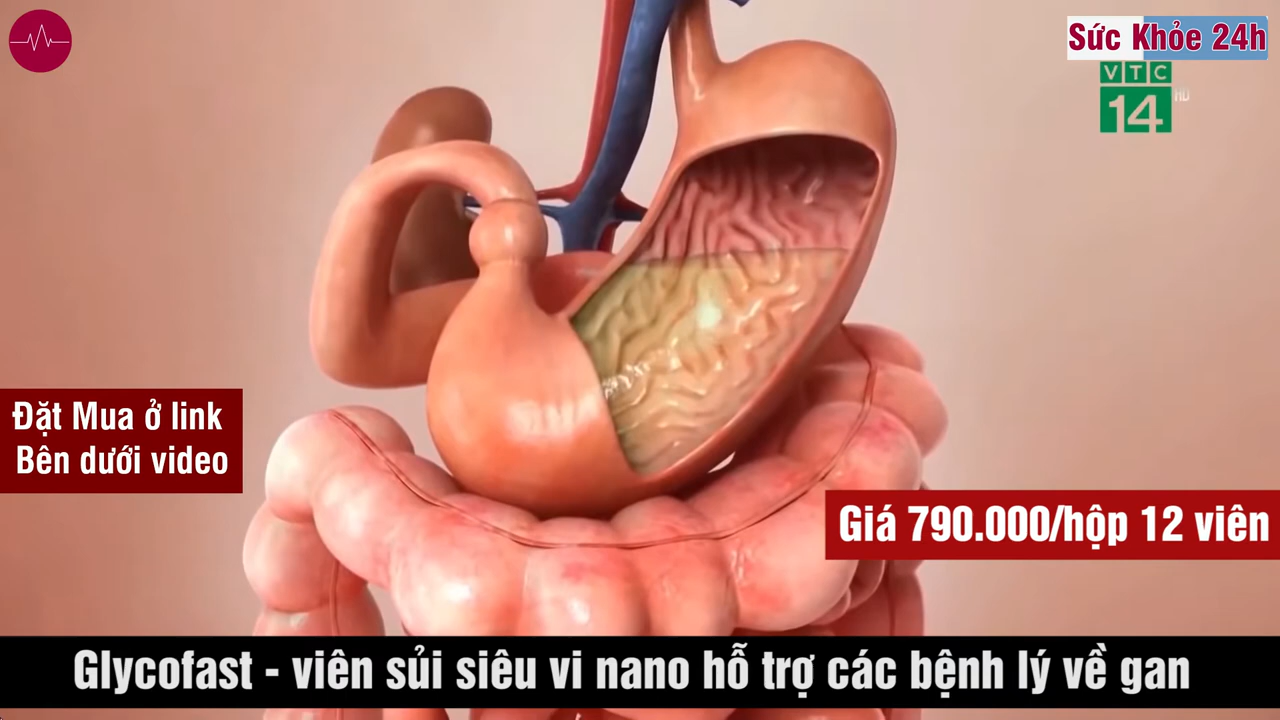 Sức Khỏe 24h
VTC
14 HD
Đặt Mua ở link
Bên dưới video
Giá 790.000/hộp 12 viên
Glycofast - viên sủi siêu vi nano hỗ trợ các bệnh lý về gan